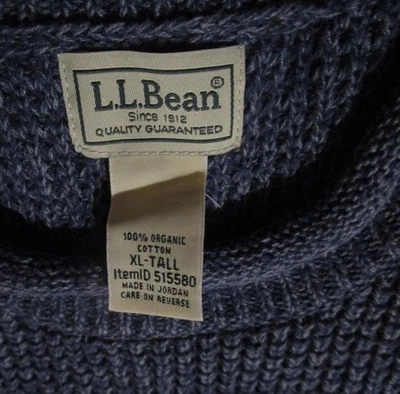 L.L.Bean®
Since 1912
QUALITY GUARANTEED
100% ORGANIC
COTTON
XL-TALL
ItemID 515580
MADE IN JORDAN
CARE ON REVERSE